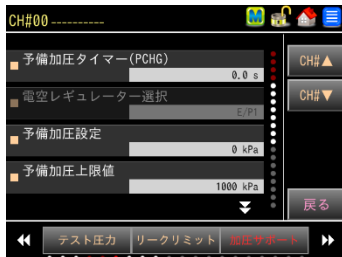 CH#00 ----------
M
予備加圧タイマー(PCHG)
0.0 s
CH#▲
電空レギュレーター選択
E/P1
CH#▼
予備加圧設定
0 kPa
予備加圧上限値
1000 kPa
戻る
テスト圧力 リークリミット 加圧サポート